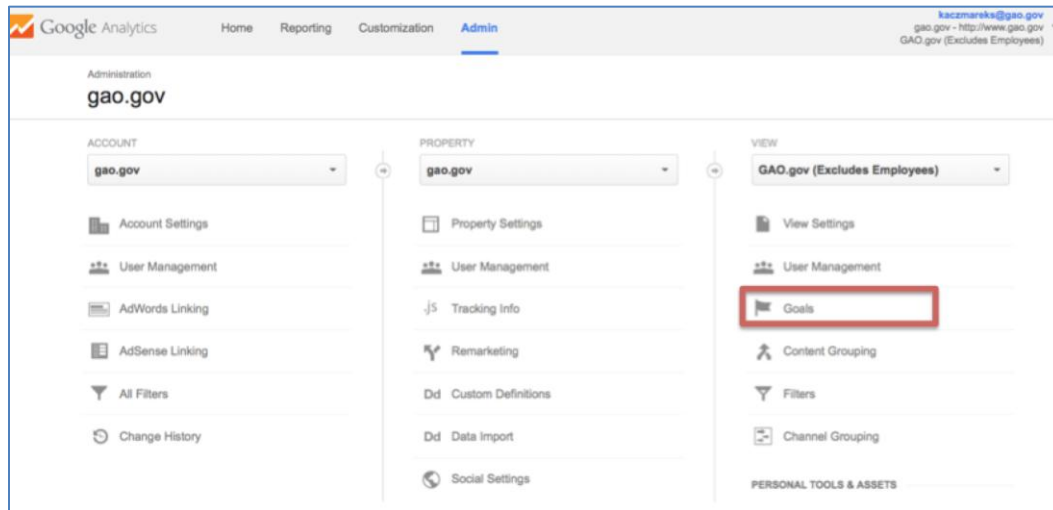 Google Analytics Home Reporting Customization Admin
kaczmareks@gao.gov
gao.gov - http://www.gao.gov
GAO.gov (Excludes Employees)
Administration
gao.gov
ACCOUNT
gao.gov
Account Settings
User Management
AdWords Linking
AdSense Linking
All Filters
Change History
PROPERTY
gao.gov
Property Settings
User Management
.js Tracking Info
Remarketing
Dd Custom Definitions
Dd Data Import
Social Settings
VIEW
GAO.gov (Excludes Employees)
View Settings
User Management
Goals
Content Grouping
Filters
Channel Grouping
PERSONAL TOOLS & ASSETS